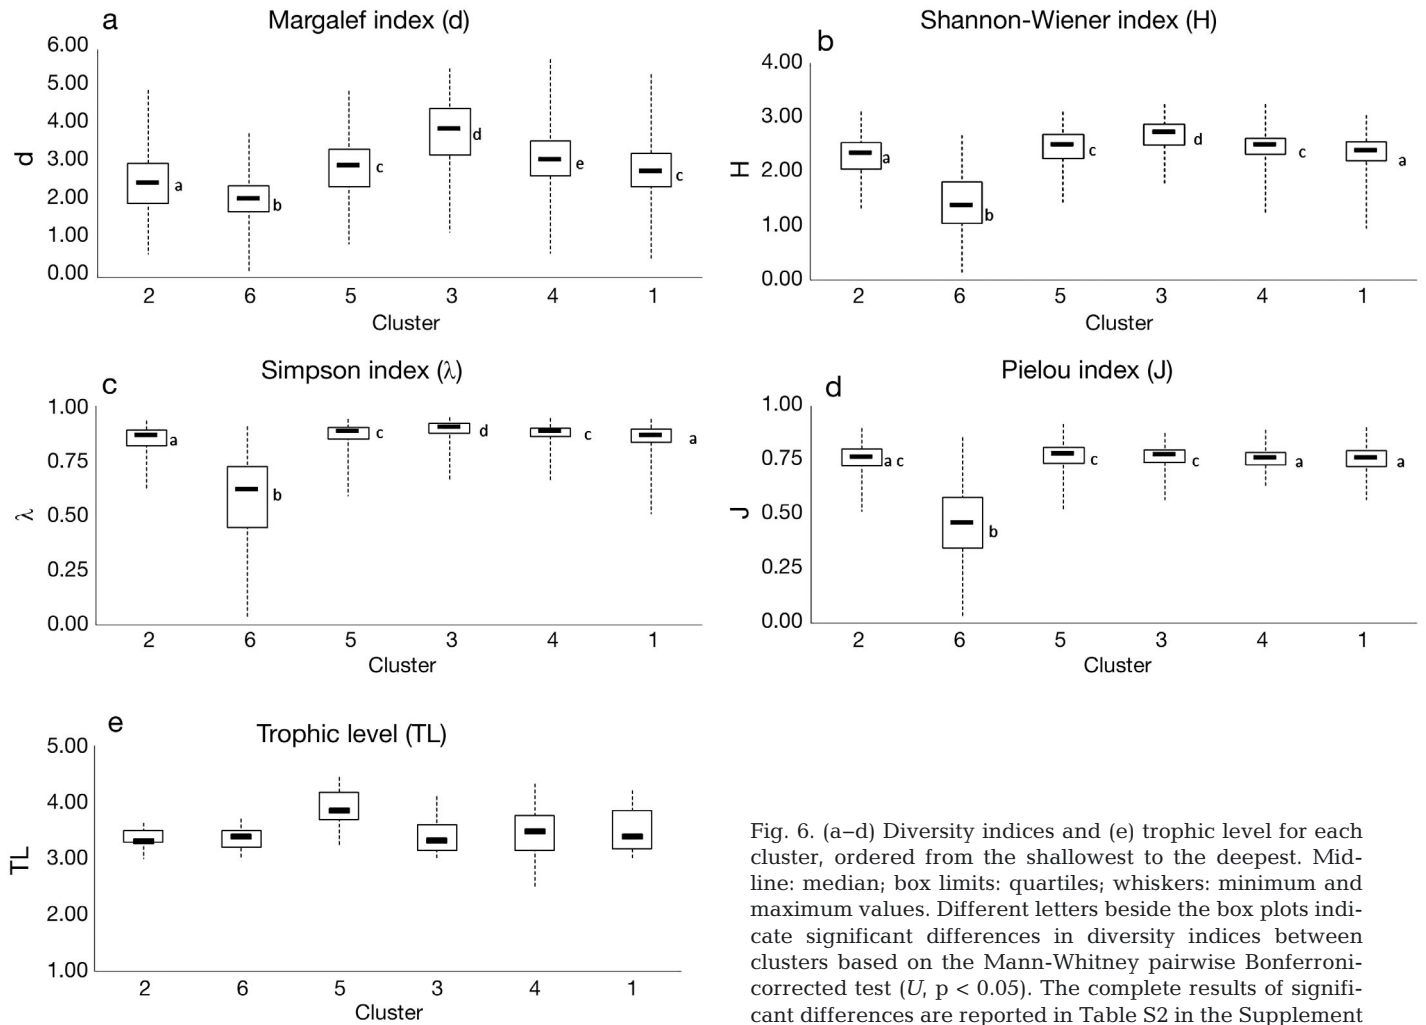 a
Margalef index (d)
6.00
5.00
4.00
3.00
2.00
1.00
0.00
d
a
b
c
d
e
c
2 6 5 3 4 1
Cluster
b
Shannon-Wiener index (H)
4.00
3.00
2.00
1.00
0.00
H
a
b
c
d
c
a
2 6 5 3 4 1
Cluster
c
Simpson index (λ)
1.00
0.75
0.50
0.25
0.00
λ
a
b
c
d
c
a
2 6 5 3 4 1
Cluster
d
Pielou index (J)
1.00
0.75
0.50
0.25
0.00
J
a c
b
c
c
a
a
2 6 5 3 4 1
Cluster
e
Trophic level (TL)
5.00
4.00
3.00
2.00
1.00
TL
2 6 5 3 4 1
Cluster
Fig. 6. (a–d) Diversity indices and (e) trophic level for each
cluster, ordered from the shallowest to the deepest. Mid-
line: median; box limits: quartiles; whiskers: minimum and
maximum values. Different letters beside the box plots indi-
cate significant differences in diversity indices between
clusters based on the Mann-Whitney pairwise Bonferroni-
corrected test (U, p < 0.05). The complete results of signifi-
cant differences are reported in Table S2 in the Supplement